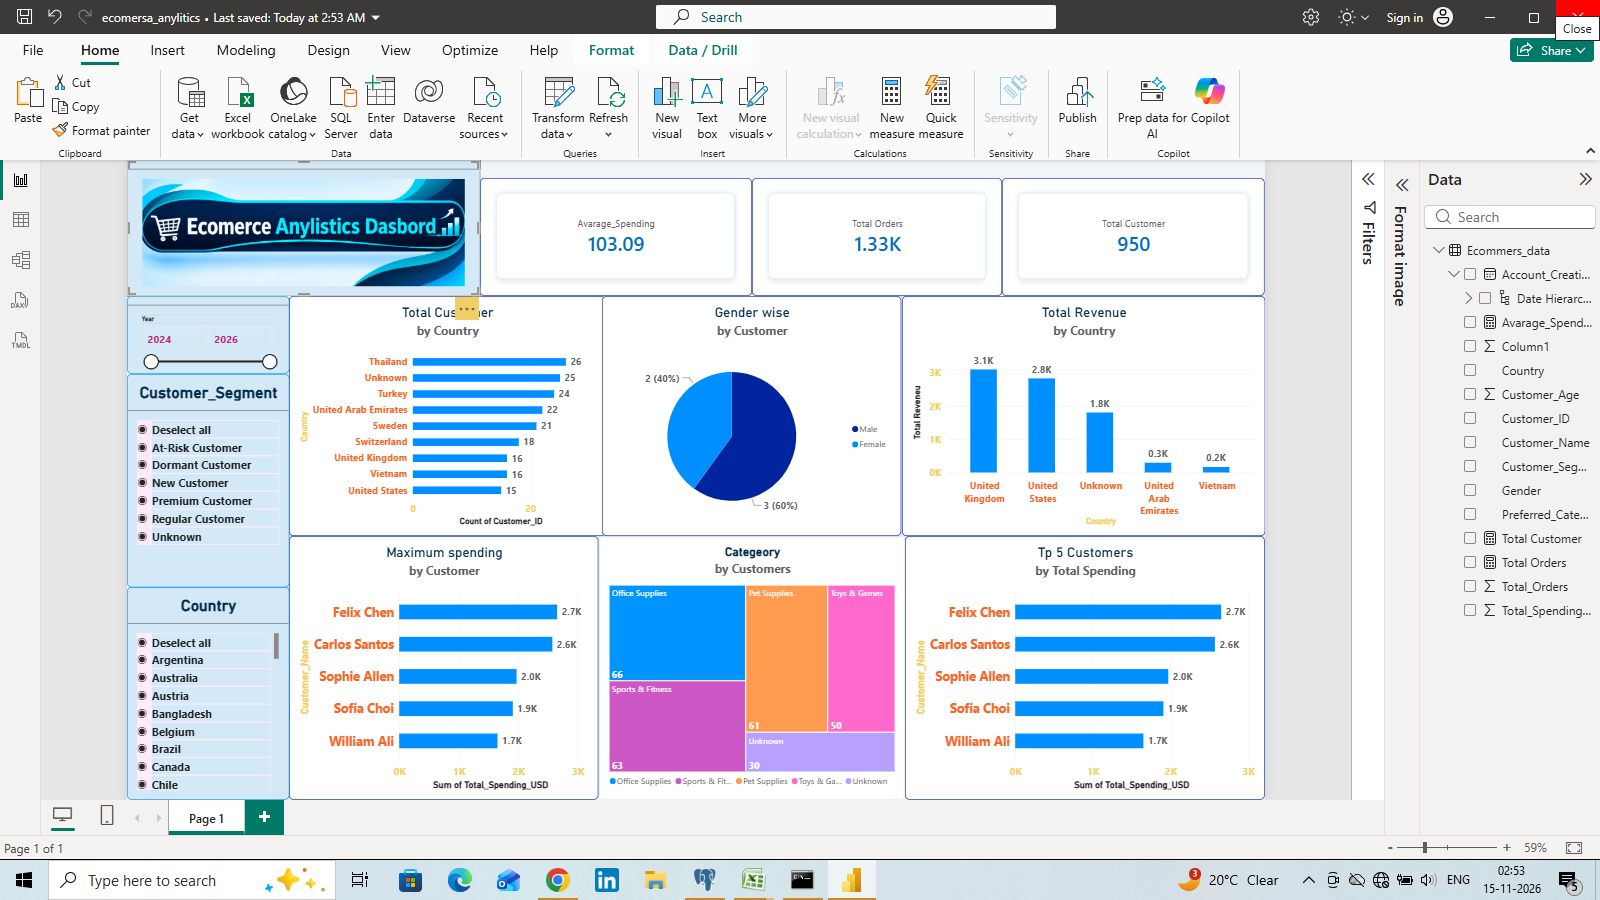 ecomersa_anylitics • Last saved: Today at 2:53 AM
Search
Sign in
Close
File
Home
Insert
Modeling
Design
View
Optimize
Help
Format
Data / Drill
Share
Paste
Cut
Copy
Format painter
Clipboard
Get data
Excel workbook
OneLake catalog
SQL Server
Enter data
Dataverse
Recent sources
Data
Transform data
Refresh
Queries
New visual
Text box
More visuals
Insert
New visual calculation
New measure
Quick measure
Calculations
Sensitivity
Sensitivity
Publish
Share
Prep data for AI
Copilot
Copilot
Ecomerce Anylistics Dasbord
Avarage_Spending
103.09
Total Orders
1.33K
Total Customer
950
Year
2024
2026
Customer_Segment
Deselect all
At-Risk Customer
Dormant Customer
New Customer
Premium Customer
Regular Customer
Unknown
Country
Deselect all
Argentina
Australia
Austria
Bangladesh
Belgium
Brazil
Canada
Chile
by Country
Country
Thailand 26
Unknown 25
Turkey 24
United Arab Emirates 22
Sweden 21
Switzerland 18
United Kingdom 16
Vietnam 16
United States 15
0 20
Count of Customer_ID
Gender wise
by Customer
2 (40%)
3 (60%)
Male
Female
Total Revenue
by Country
Total Reveneu
3K
2K
1K
0K
3.1K
2.8K
1.8K
0.3K
0.2K
United Kingdom
United States
Unknown
United Arab Emirates
Vietnam
Country
Maximum spending
by Customer
Customer_Name
Felix Chen 2.7K
Carlos Santos 2.6K
Sophie Allen 2.0K
Sofia Choi 1.9K
William Ali 1.7K
0K 1K 2K 3K
Sum of Total_Spending_USD
Categeory
by Customers
Office Supplies
66
Sports & Fitness
63
Pet Supplies
61
Toys & Games
50
Unknown
30
Office Supplies Sports & Fit... Pet Supplies Toys & Ga... Unknown
Tp 5 Customers
by Total Spending
Customer_Name
Felix Chen 2.7K
Carlos Santos 2.6K
Sophie Allen 2.0K
Sofia Choi 1.9K
William Ali 1.7K
0K 1K 2K 3K
Sum of Total_Spending_USD
Filters
Format image
Data
Search
Ecommers_data
Account_Creati...
Date Hierarc...
Avarage_Spend...
Column1
Country
Customer_Age
Customer_ID
Customer_Name
Customer_Seg...
Gender
Preferred_Cate...
Total Customer
Total Orders
Total_Orders
Total_Spending...
DAX
TMDL
Page 1
Page 1 of 1
59%
Type here to search
3
20°C Clear
ENG
02:53
15-11-2026
5